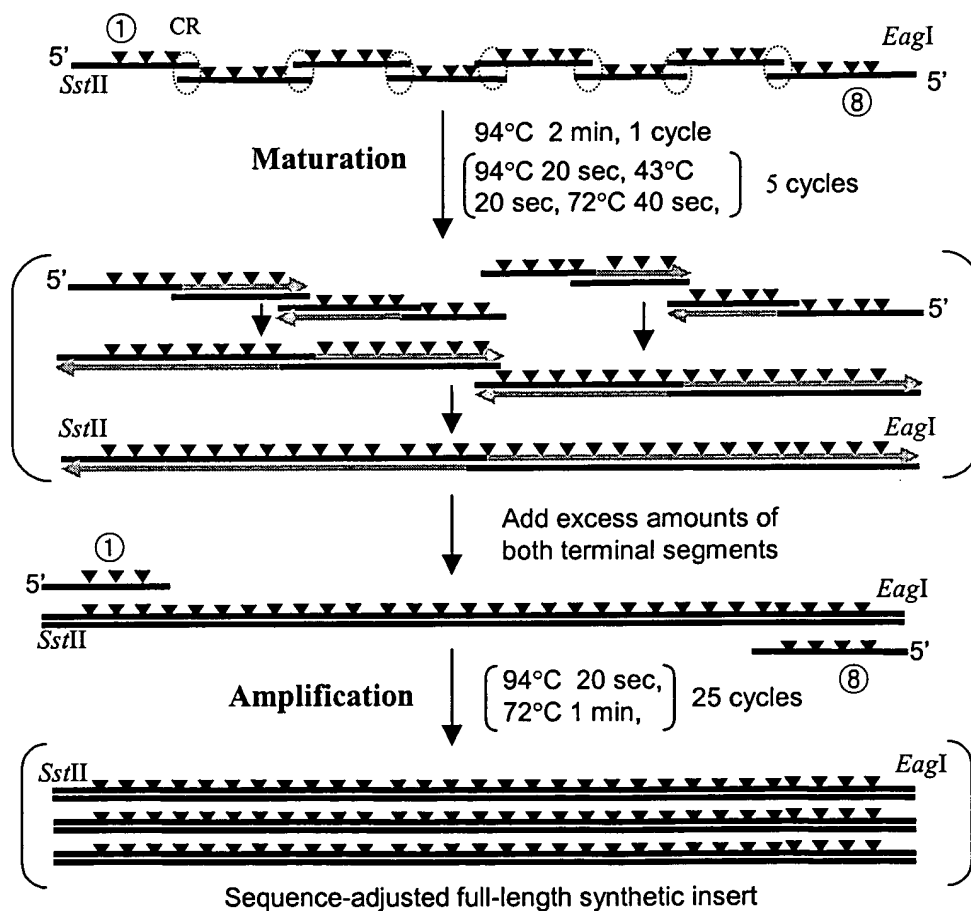 ① CR
5' EagI
SstII 5'
⑧
94°C 2 min, 1 cycle
Maturation
94°C 20 sec, 43°C
20 sec, 72°C 40 sec,
5 cycles
5'
5'
SstII EagI
Add excess amounts of
both terminal segments
①
5' EagI
SstII
5'
⑧
Amplification
94°C 20 sec,
72°C 1 min,
25 cycles
SstII EagI
Sequence-adjusted full-length synthetic insert